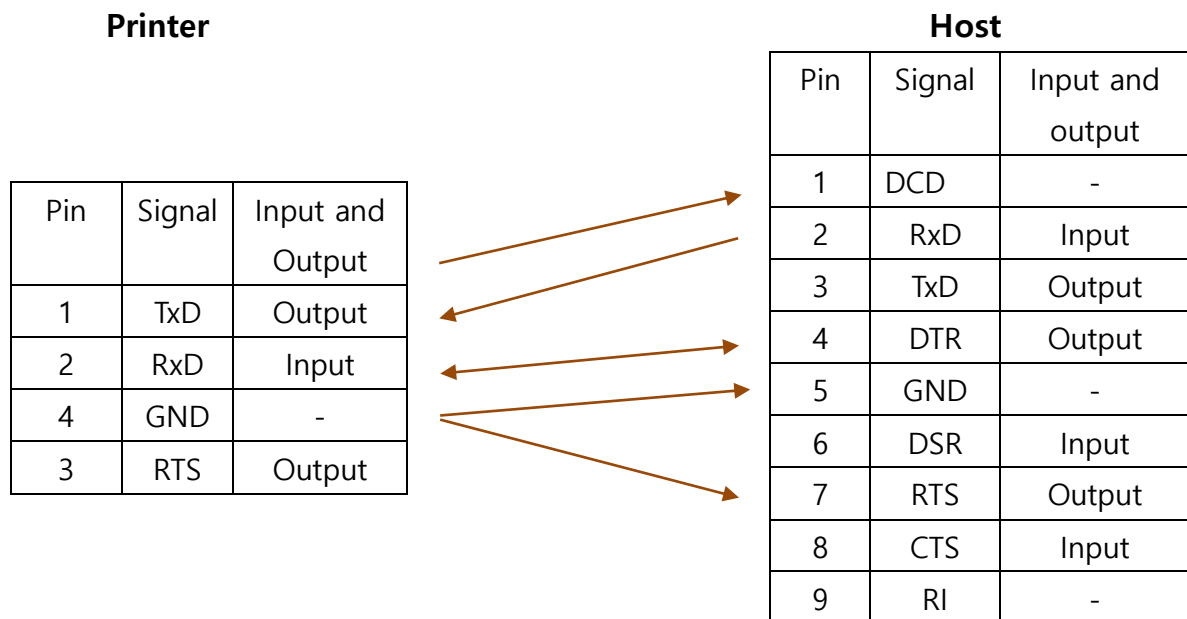 Printer
Host
Pin Signal Input and
Output
1 TxD Output
2 RxD Input
4 GND -
3 RTS Output
Pin Signal Input and
output
1 DCD -
2 RxD Input
3 TxD Output
4 DTR Output
5 GND -
6 DSR Input
7 RTS Output
8 CTS Input
9 RI -